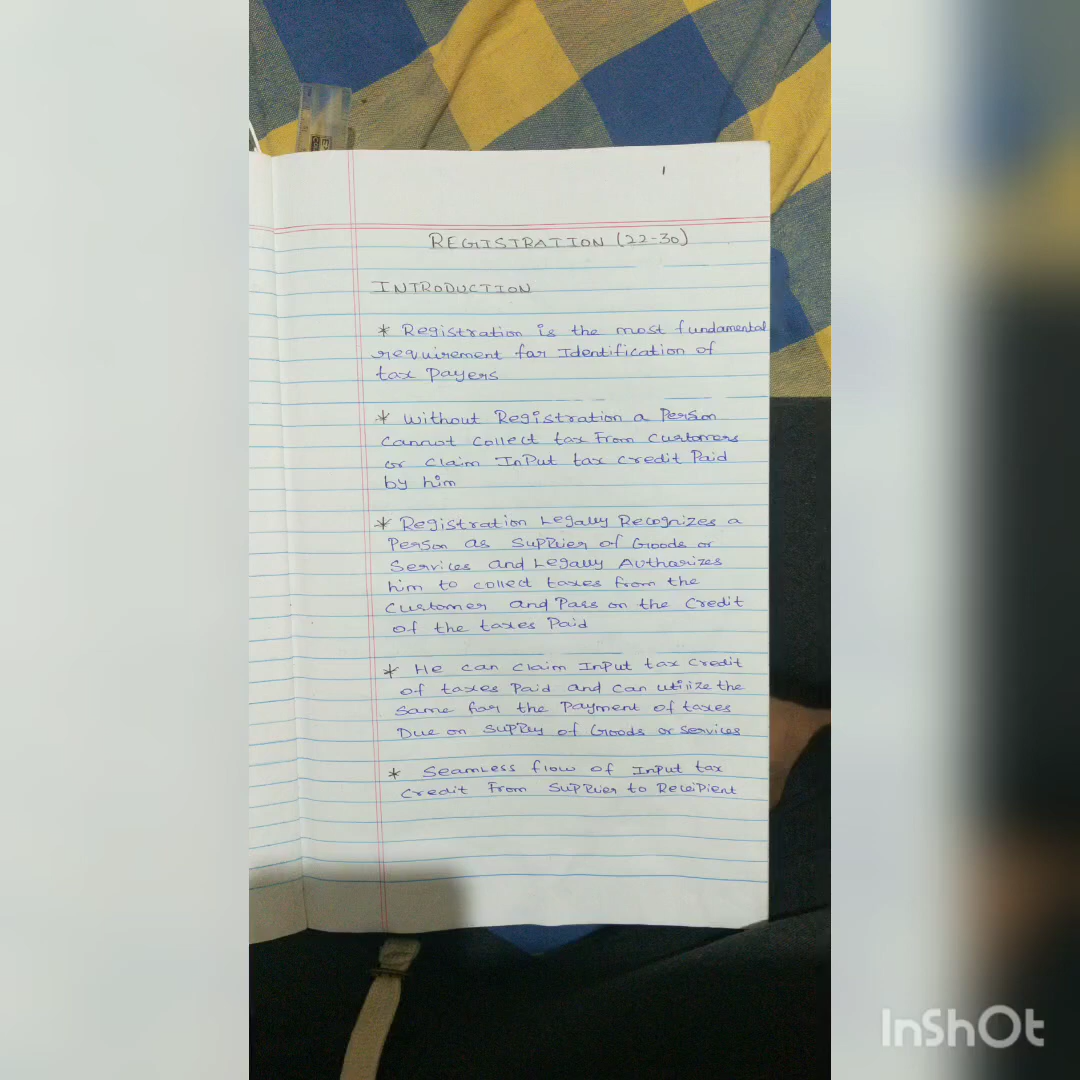 1
REGISTRATION (22-30)
INTRODUCTION
* Registration is the most fundamental
requirement for Identification of
tax Payers
* Without Registration a Person
Cannot Collect tax From Customers
or Claim InPut tax Credit Paid
by him
* Registration Legally Recognizes a
Person as Supplier of Goods or
Services and Legally Authorizes
him to collect taxes from the
Customer and Pass on the Credit
of the taxes Paid
* He can Claim InPut tax Credit
of taxes Paid and Can utilize the
Same for the Payment of taxes
Due on Supply of Goods or Services
* Seamless flow of InPut tax
Credit From Supplier to Recipient
InShOt